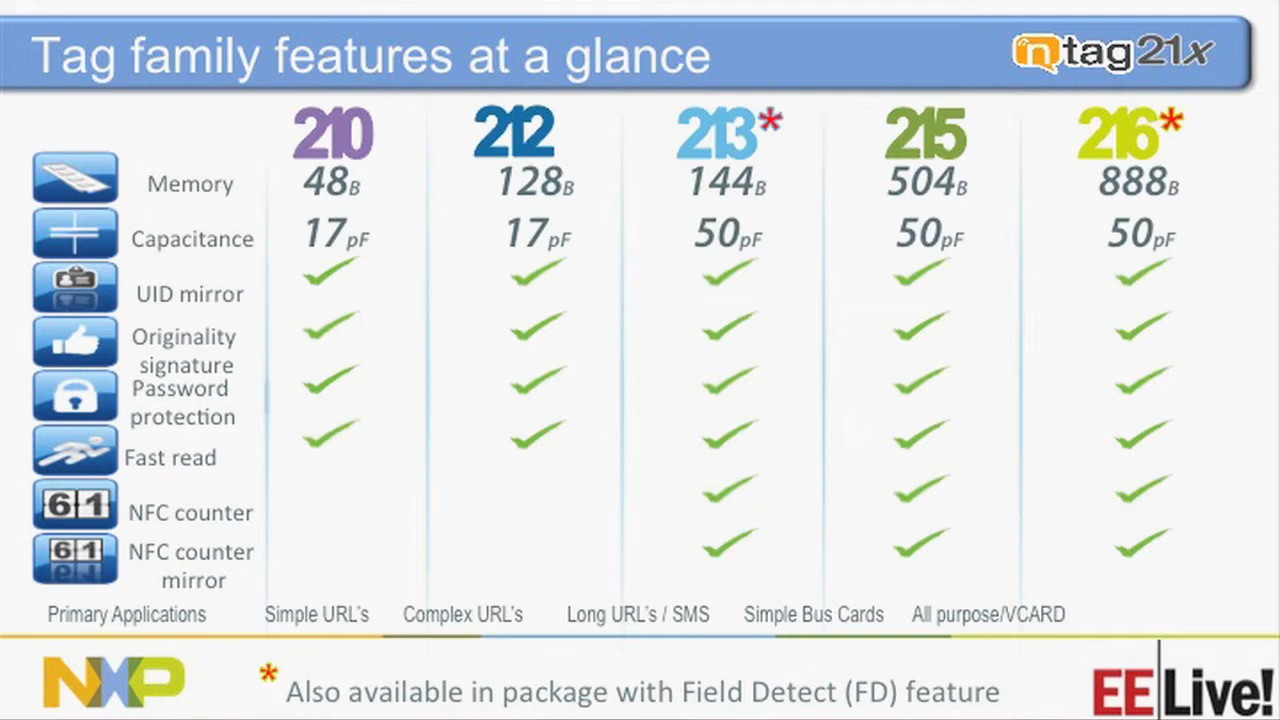 Tag family features at a glance
ntag21x
210 212 213* 215 216*
Memory 48B 128B 144B 504B 888B
Capacitance 17pF 17pF 50pF 50pF 50pF
UID mirror
Originality
signature
Password
protection
Fast read
61 NFC counter
61 NFC counter
mirror
Primary Applications Simple URL's Complex URL's Long URL's / SMS Simple Bus Cards All purpose/VCARD
NXP
* Also available in package with Field Detect (FD) feature
EE Live!